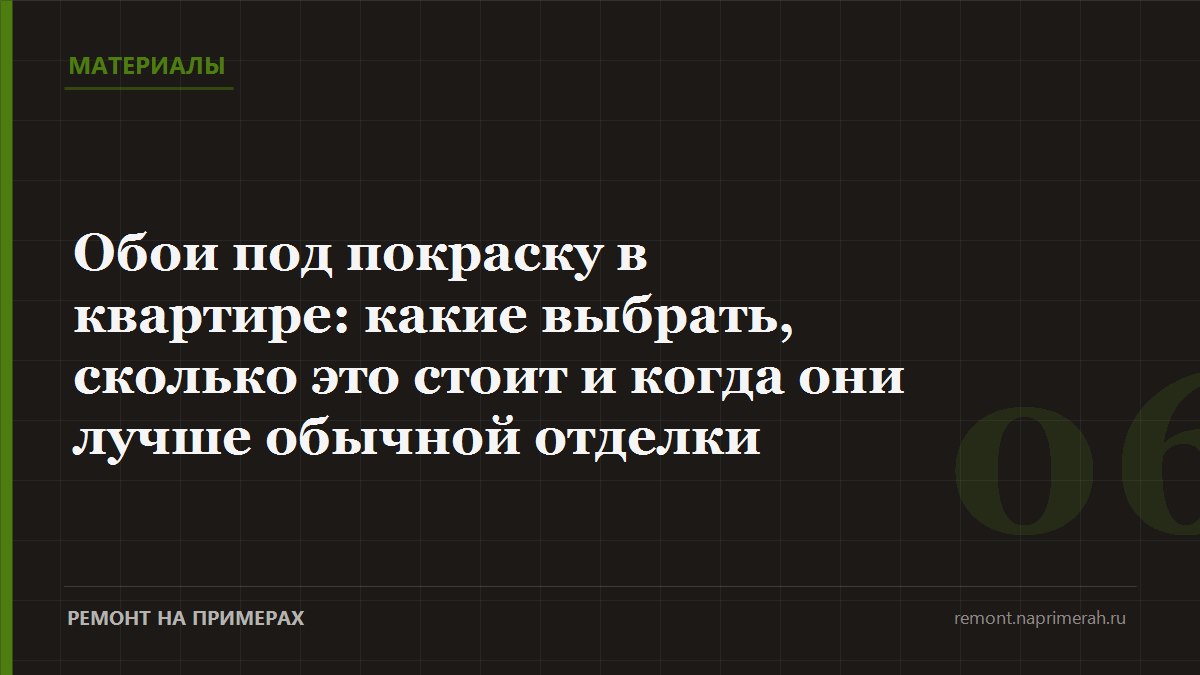 МАТЕРИАЛЫ
Обои под покраску в
квартире: какие выбрать,
сколько это стоит и когда они
лучше обычной отделки
об
РЕМОНТ НА ПРИМЕРАХ
remont.naprimerah.ru